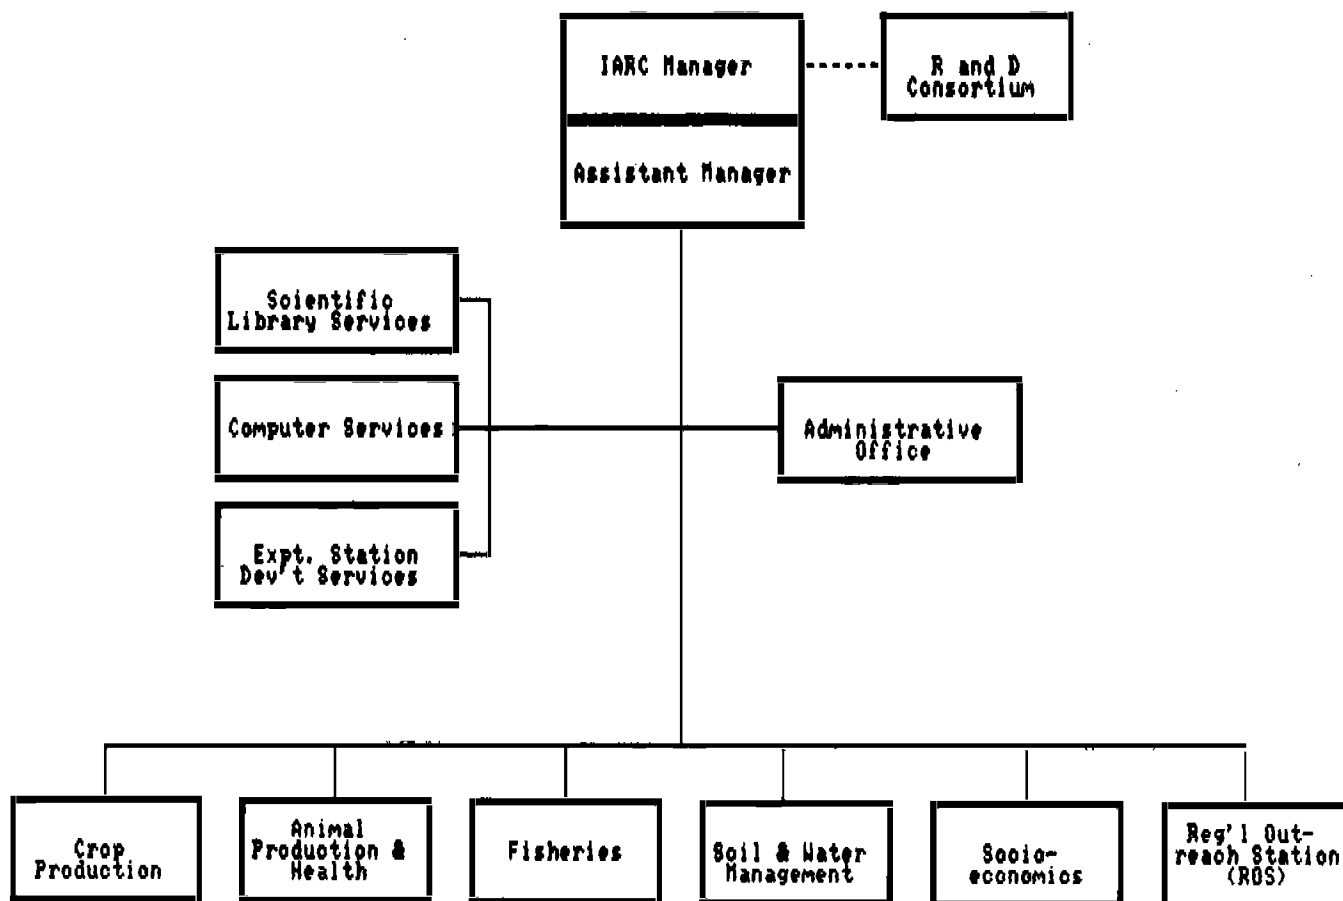 IARC Manager
R and D
Consortium
Assistant Manager
Scientific
Library Services
Computer Services
Administrative
Office
Expt. Station
Dev't Services
Crop
Production
Animal
Production &
Health
Fisheries
Soil & Water
Management
Socio-
economics
Reg'l Out-
reach Station
(ROS)